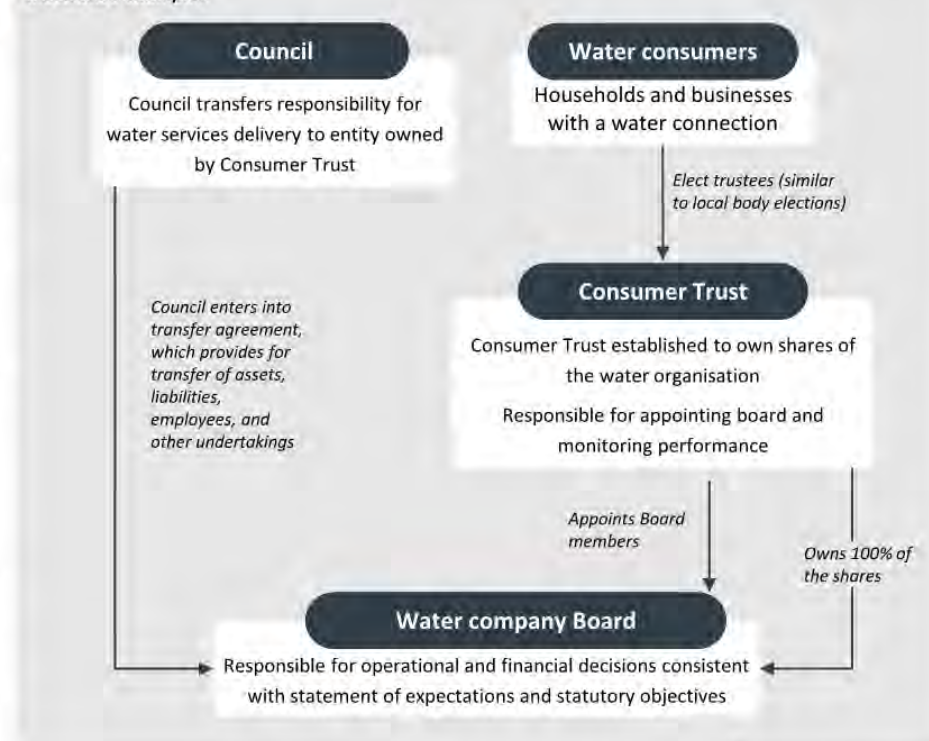 Council
Council transfers responsibility for
water services delivery to entity owned
by Consumer Trust
Water consumers
Households and businesses
with a water connection
Elect trustees (similar
to local body elections)
Consumer Trust
Consumer Trust established to own shares of
the water organisation
Responsible for appointing board and
monitoring performance
Council enters into
transfer agreement,
which provides for
transfer of assets,
liabilities,
employees, and
other undertakings
Appoints Board
members
Owns 100% of
the shares
Water company Board
Responsible for operational and financial decisions consistent
with statement of expectations and statutory objectives